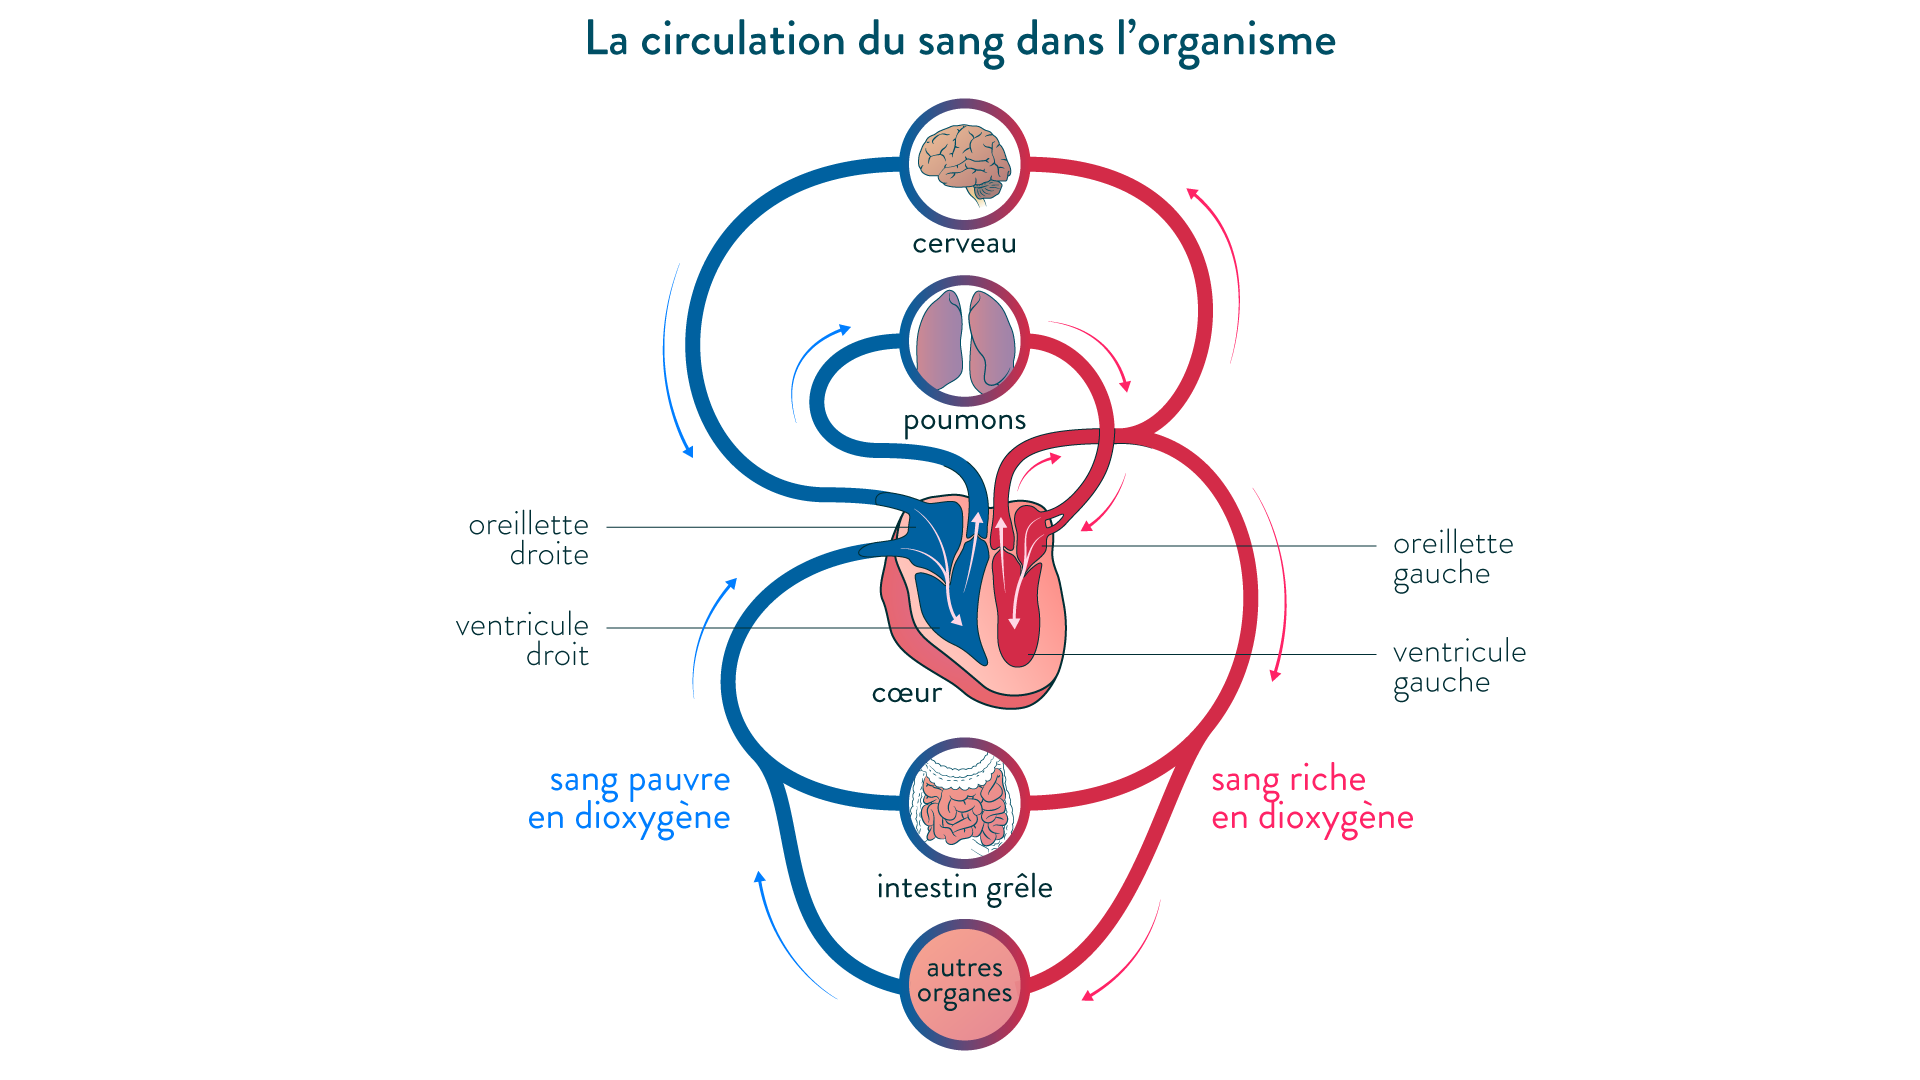 La circulation du sang dans l’organisme
cerveau
poumons
oreillette
droite
oreillette
gauche
ventricule
droit
ventricule
gauche
cœur
sang pauvre
en dioxygène
sang riche
en dioxygène
intestin grêle
autres
organes